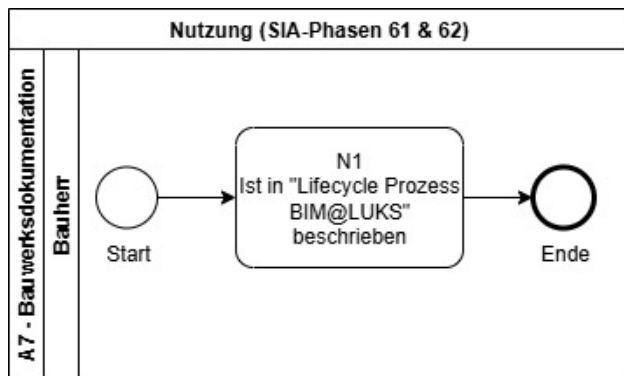 Nutzung (SIA-Phasen 61 & 62)
A7 - Bauwerksdokumentation
Bauherr
Start
N1
Ist in "Lifecycle Prozess
BIM@LUKS"
beschrieben
Ende